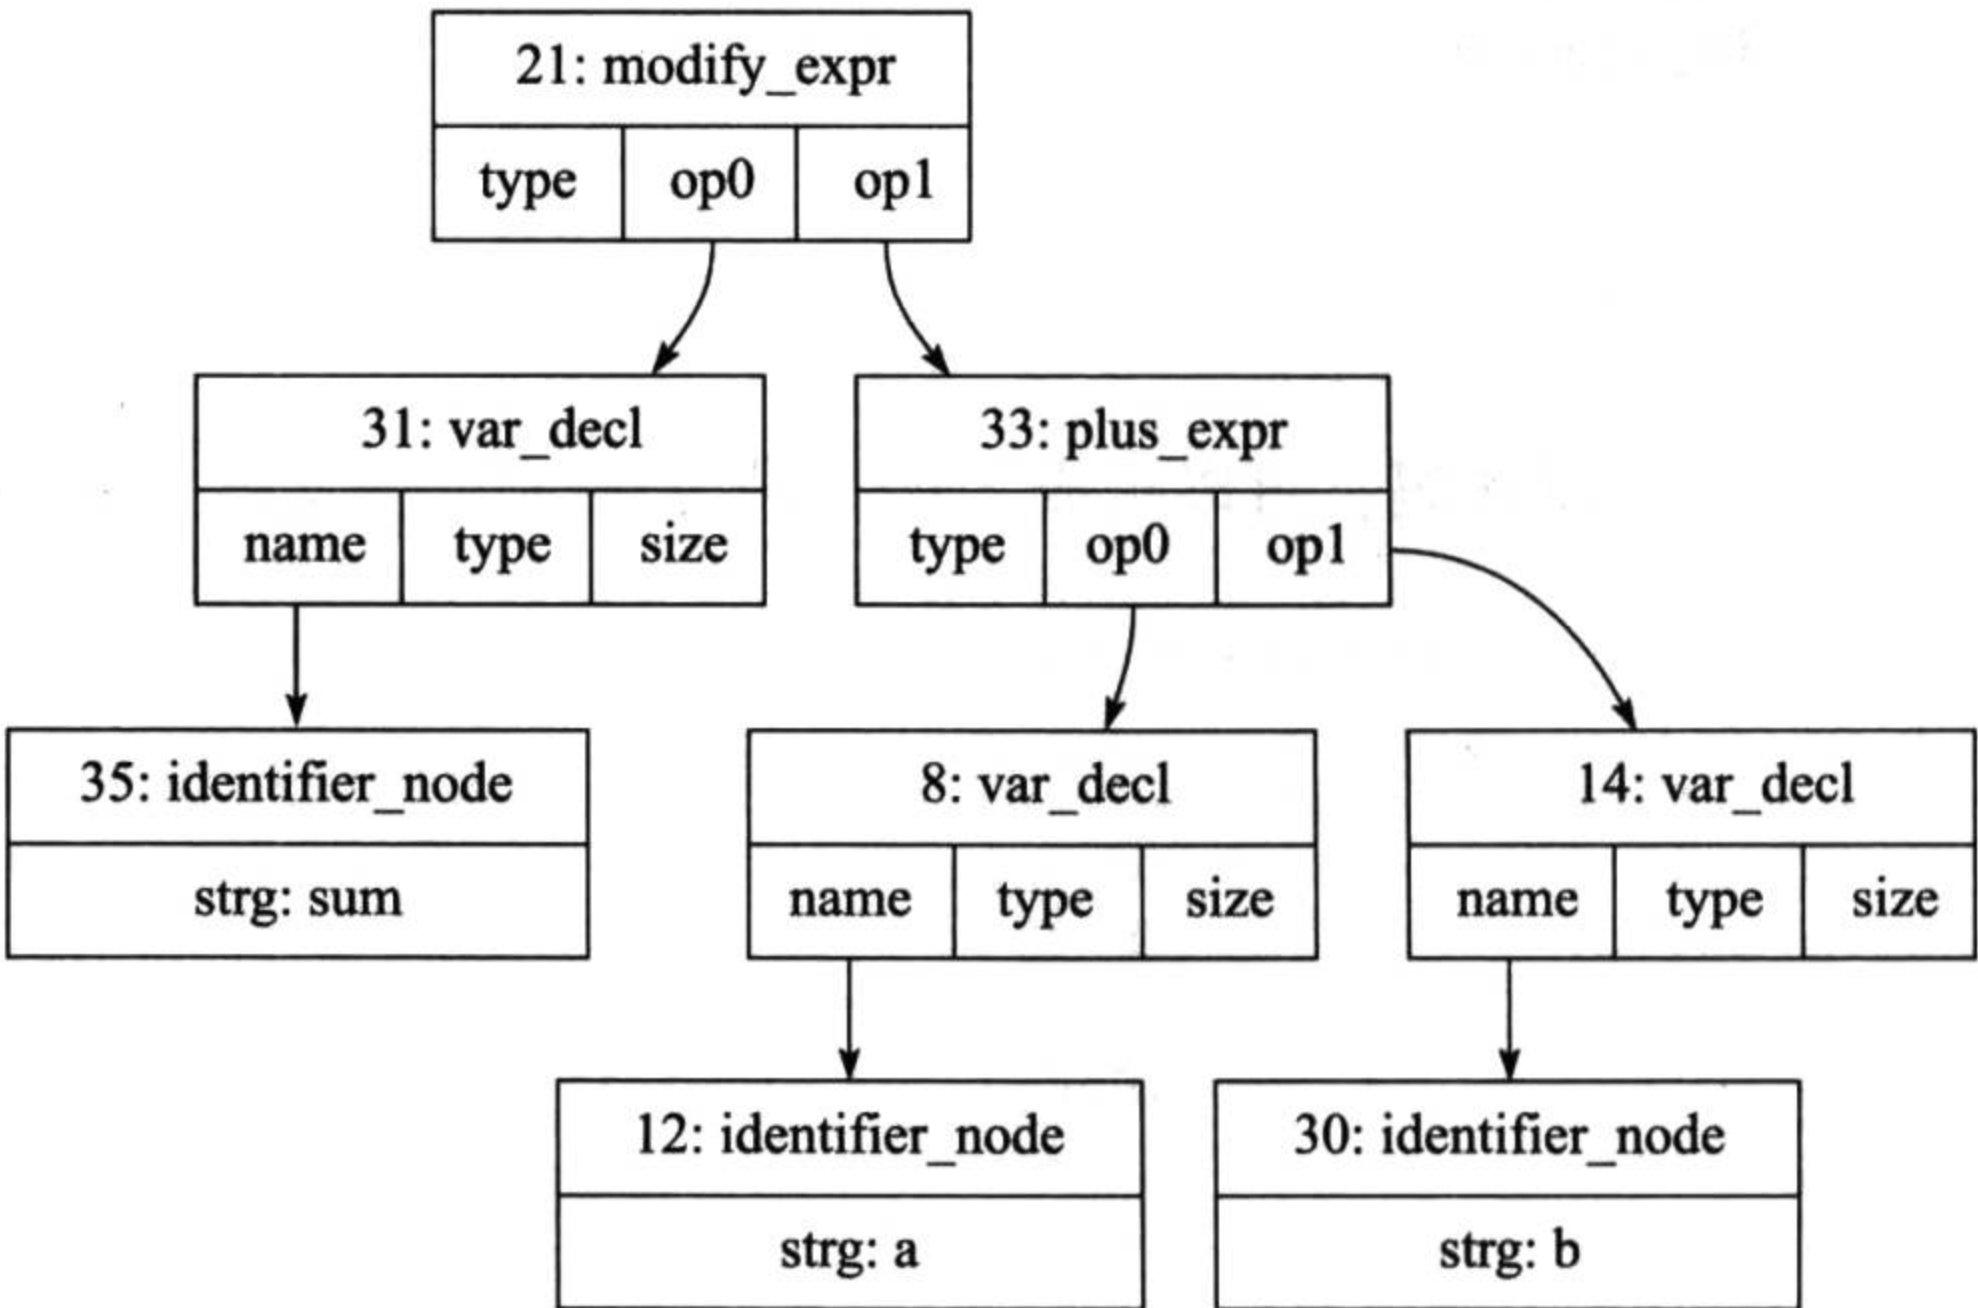 21: modify_expr
type op0 op1
31: var_decl
33: plus_expr
name type size
type op0 op1
35: identifier_node
8: var_decl
14: var_decl
strg: sum
name type size
name type size
12: identifier_node
30: identifier_node
strg: a
strg: b